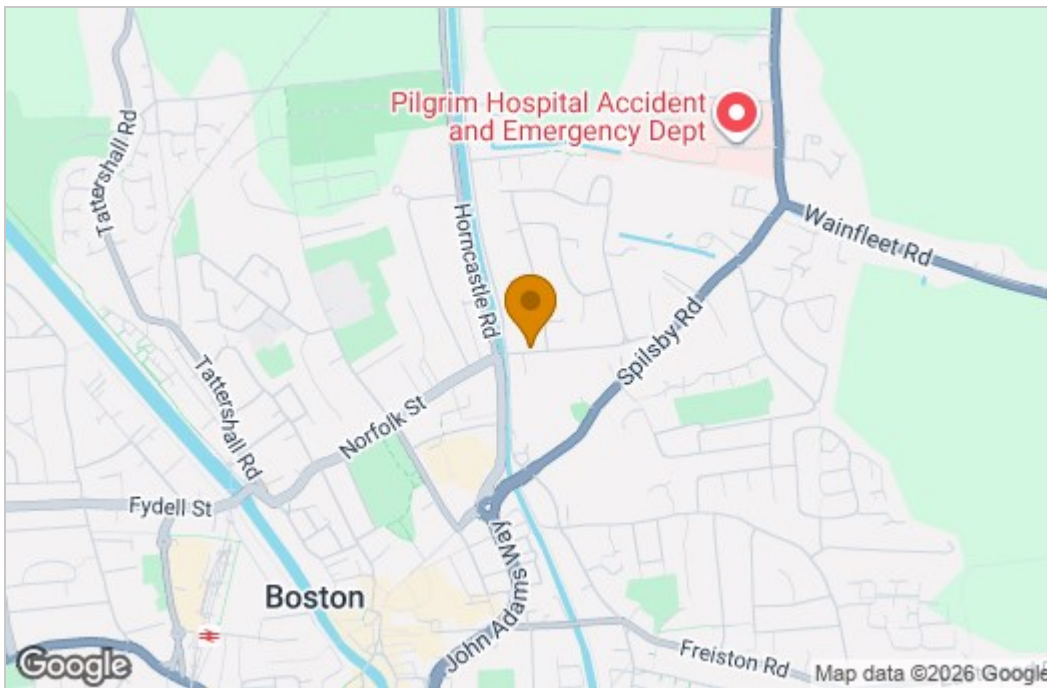 Pilgrim Hospital Accident
and Emergency Dept
Tattershall Rd
Horncastle Rd
Wainfleet Rd
Spilsby Rd
Tattershall Rd
Norfolk St
Fydell St
John Adams Way
Boston
Freiston Rd
Google
Map data ©2026 Google